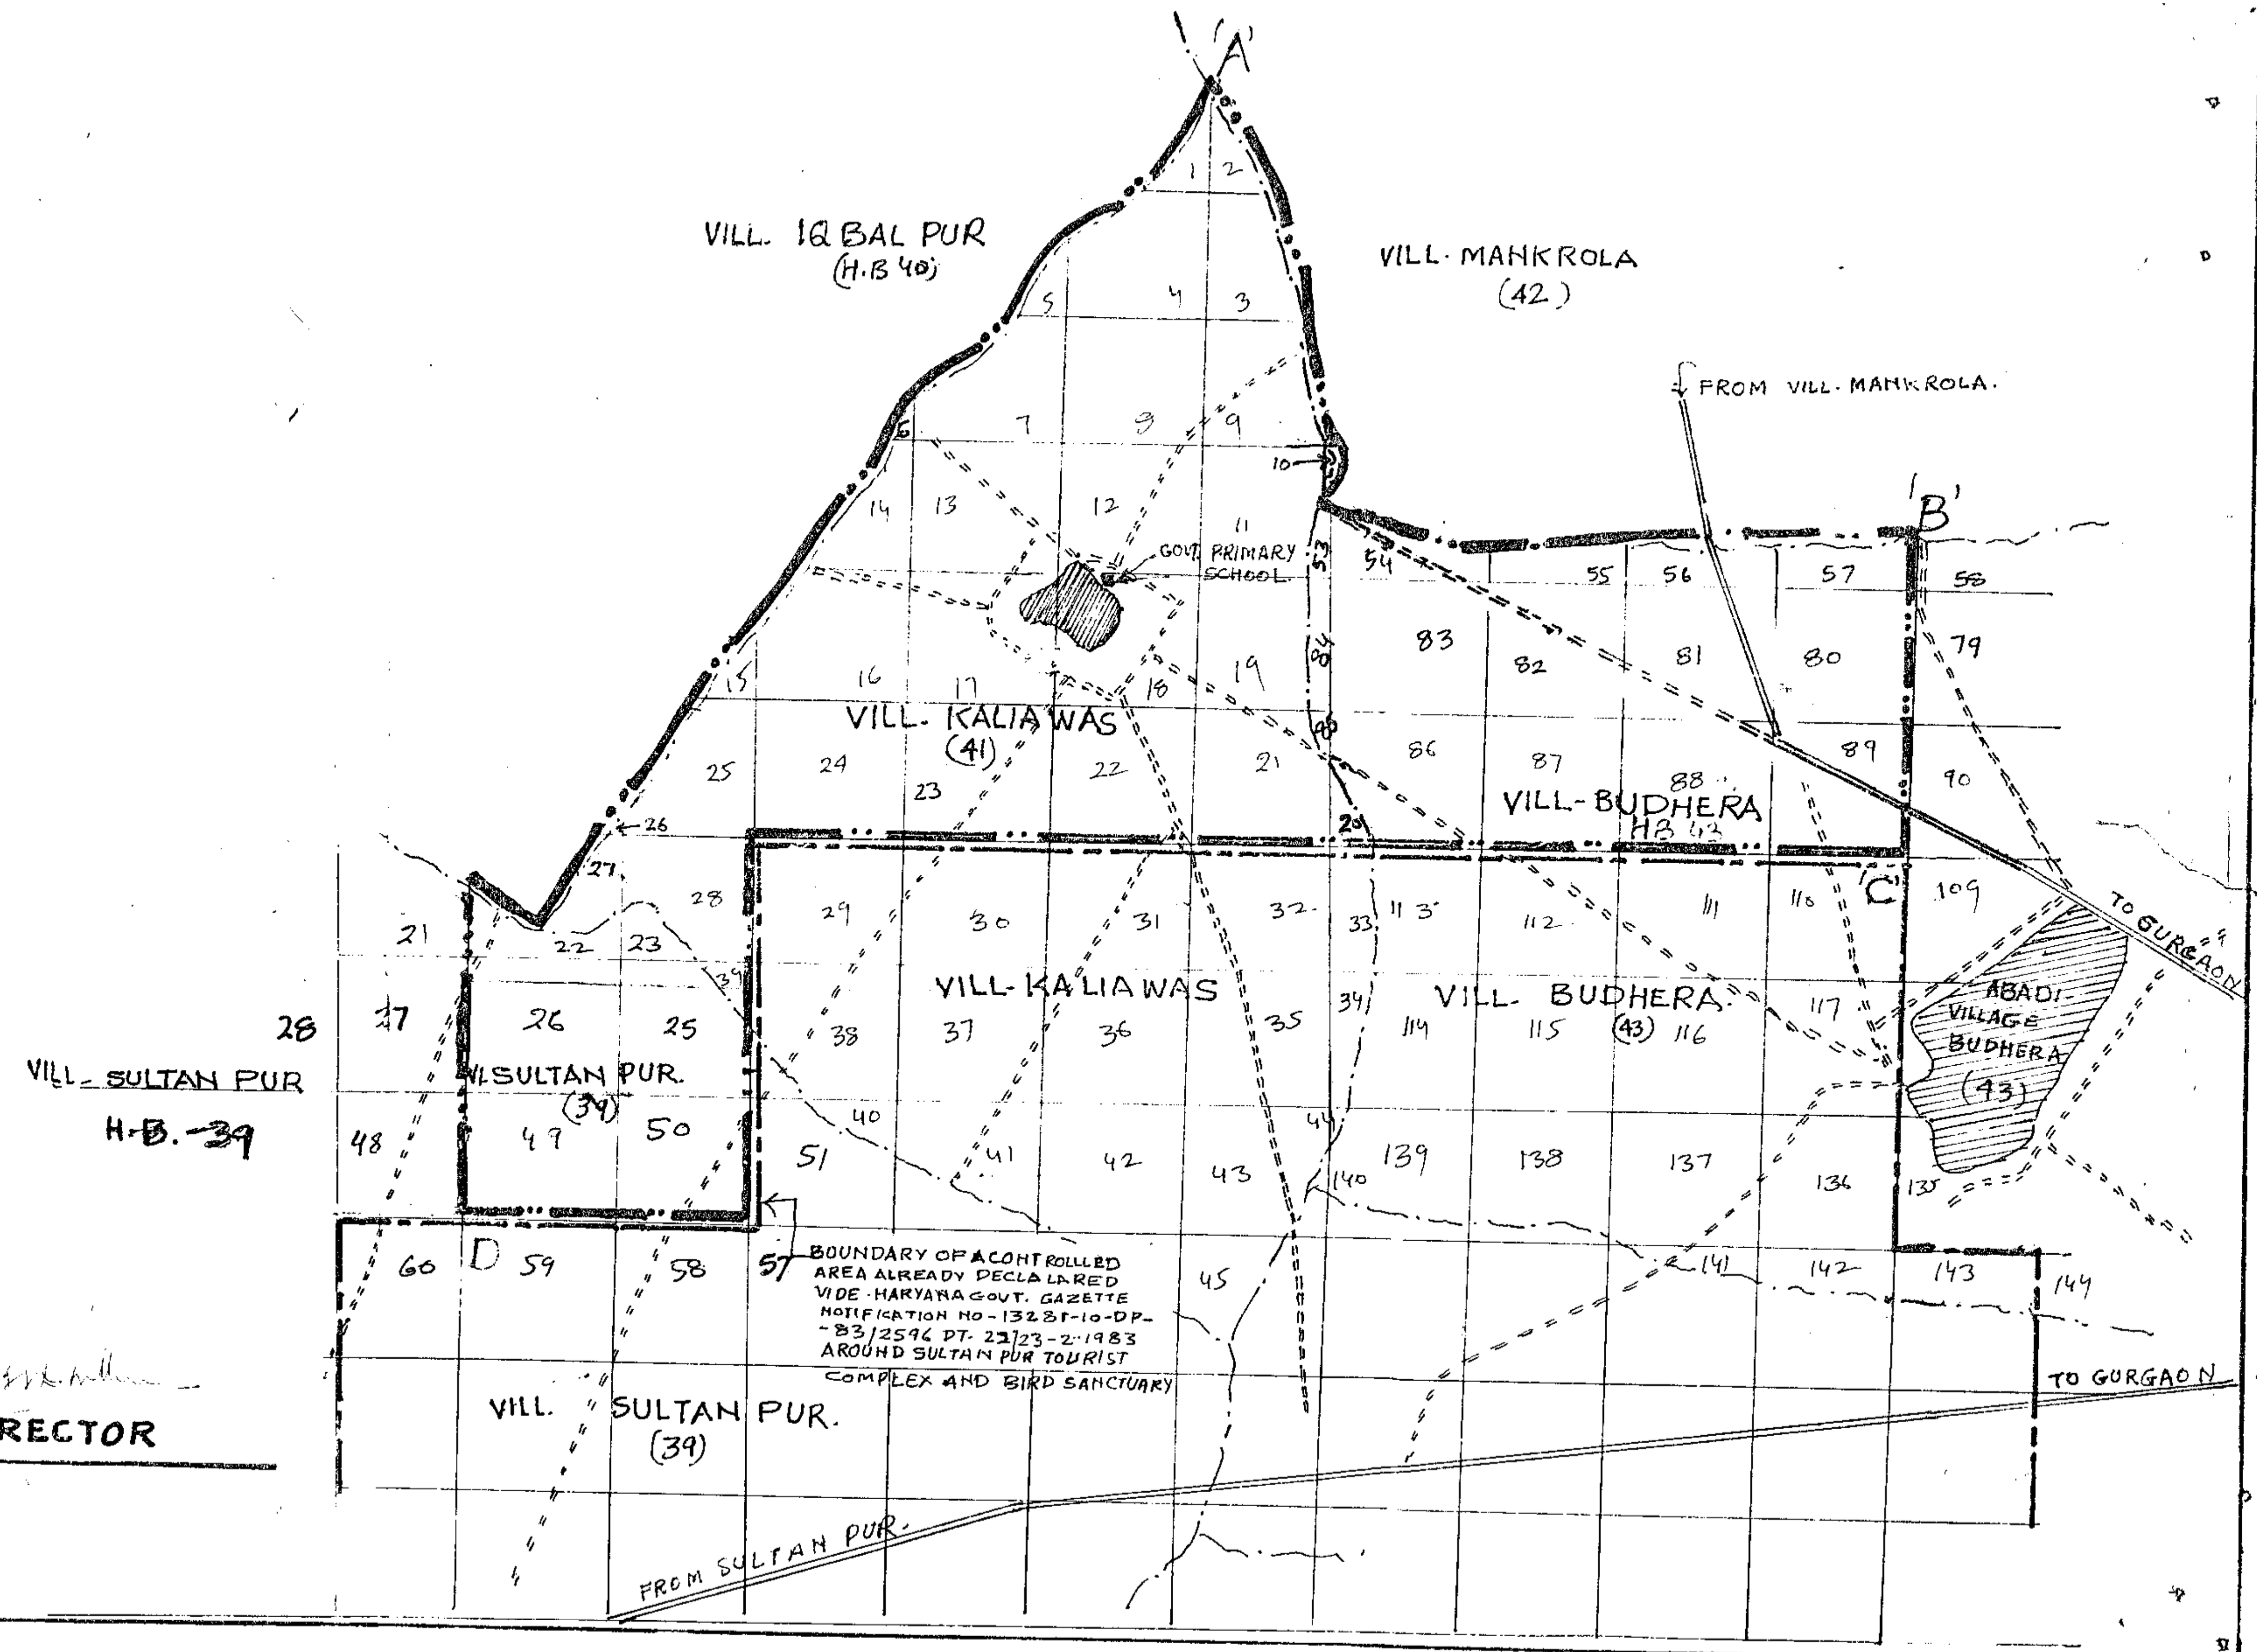 'A'
1 2
VILL. IQBAL PUR
(H.B 40)
VILL. MANKROLA
(42)
5 4 3
FROM VILL. MANKROLA.
6 7 8 9
10
'B'
14 13 12 11
GOVT. PRIMARY
SCHOOL
53 54 55 56 57 58
84 83 82 81 80 79
15 16 17 18 19
VILL. KALIAWAS
(41)
85
25 24 23 22 21 86 87 88 89 90
VILL-BUDHERA
HB 43
26
20
27
28
'C'
21 22 23 29 30 31 32 33 113 112 111 110 109
TO GURGAON
39
VILL-KALIAWAS
VILL- BUDHERA.
(43)
ABADI
VILLAGE
BUDHERA
(43)
28 27 26 25 38 37 36 35 34 114 115 116 117
VILL- SULTAN PUR
H.B.-39
V.SULTAN PUR.
(39)
48 49 50 51 40 41 42 43 44 140 139 138 137 136 135
60 D 59 58 57 45 141 142 143 144
BOUNDARY OF A CONTROLLLED
AREA ALREADY DECLALARED
VIDE-HARYANA GOUT. GAZETTE
NOTIFICATION NO-
-83/2596 DT. 22/23-2-1983
AROUND SULTAN PUR TOURIST
COMPLEX AND BIRD SANCTUARY
TO GURGAON
RECTOR
VILL. SULTAN PUR.
(39)
FROM SULTAN PUR.